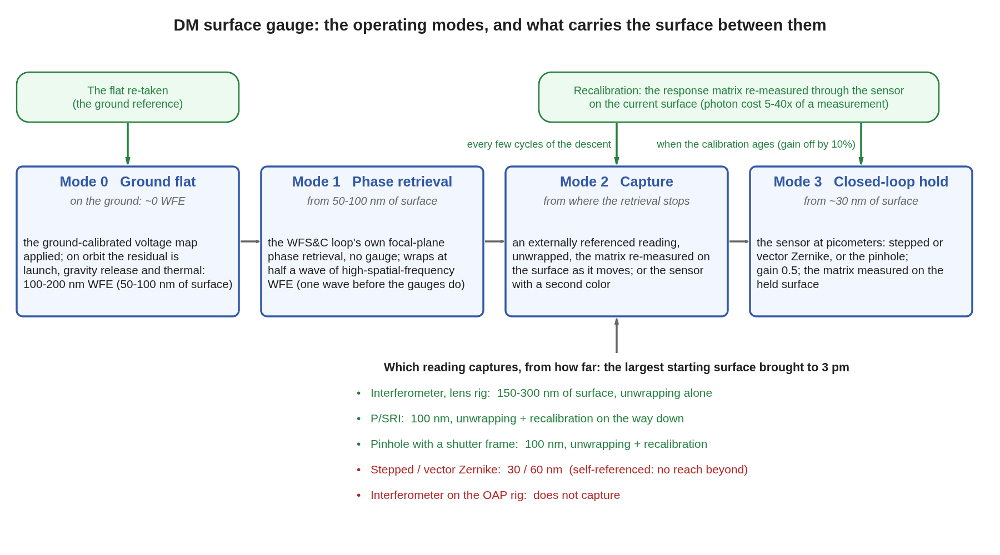 DM surface gauge: the operating modes, and what carries the surface between them
The flat re-taken
(the ground reference)
Recalibration: the response matrix re-measured through the sensor
on the current surface (photon cost 5-40x of a measurement)
every few cycles of the descent
when the calibration ages (gain off by 10%)
Mode 0   Ground flat
on the ground: ~0 WFE
the ground-calibrated voltage map
applied; on orbit the residual is
launch, gravity release and thermal:
100-200 nm WFE (50-100 nm of surface)
Mode 1   Phase retrieval
from 50-100 nm of surface
the WFS&C loop's own focal-plane
phase retrieval, no gauge; wraps at
half a wave of high-spatial-frequency
WFE (one wave before the gauges do)
Mode 2   Capture
from where the retrieval stops
an externally referenced reading,
unwrapped, the matrix re-measured on
the surface as it moves; or the sensor
with a second color
Mode 3   Closed-loop hold
from ~30 nm of surface
the sensor at picometers: stepped or
vector Zernike, or the pinhole;
gain 0.5; the matrix measured on the
held surface
Which reading captures, from how far: the largest starting surface brought to 3 pm
• Interferometer, lens rig:  150-300 nm of surface, unwrapping alone
• P/SRI:  100 nm, unwrapping + recalibration on the way down
• Pinhole with a shutter frame:  100 nm, unwrapping + recalibration
• Stepped / vector Zernike:  30 / 60 nm  (self-referenced: no reach beyond)
• Interferometer on the OAP rig:  does not capture